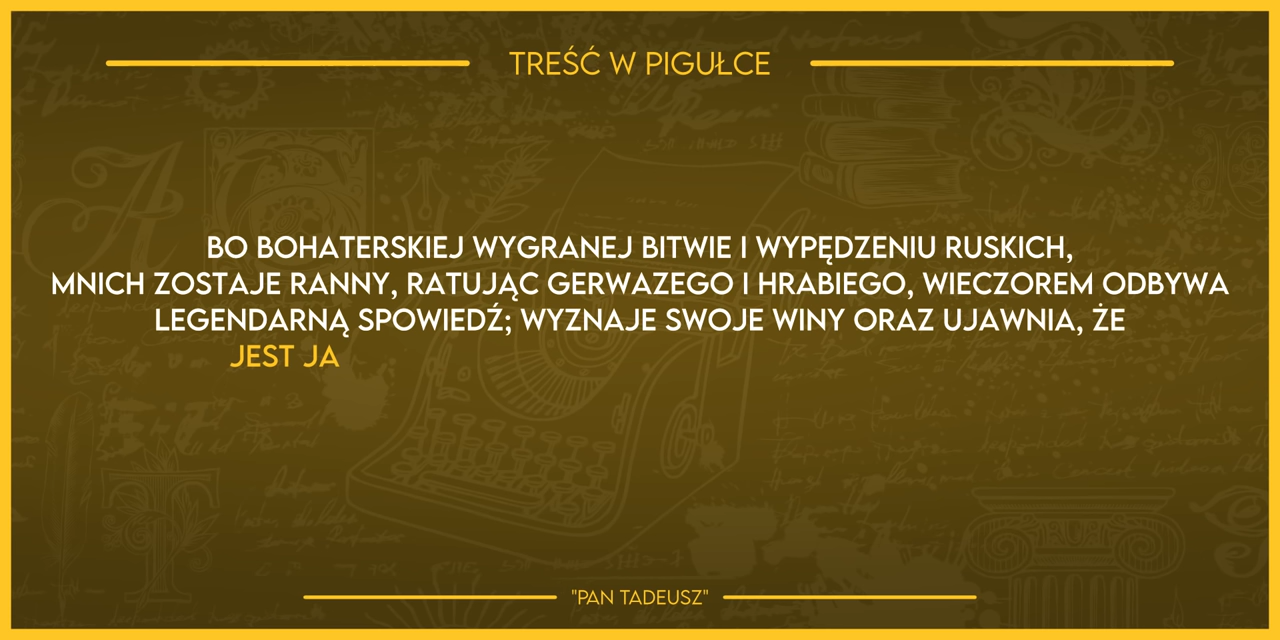 TREŚĆ W PIGUŁCE
BO BOHATERSKIEJ WYGRANEJ BITWIE I WYPĘDZENIU RUSKICH,
MNICH ZOSTAJE RANNY, RATUJĄC GERWAZEGO I HRABIEGO, WIECZOREM ODBYWA
LEGENDARNĄ SPOWIEDŹ; WYZNAJE SWOJE WINY ORAZ UJAWNIA, ŻE
JEST JA
"PAN TADEUSZ"